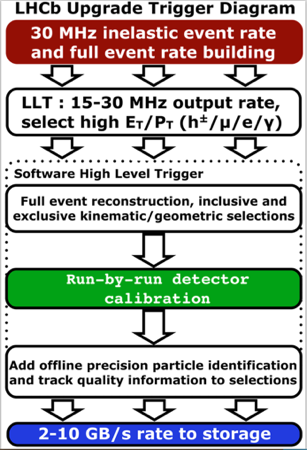 LHCb Upgrade Trigger Diagram
30 MHz inelastic event rate
and full event rate building
LLT : 15-30 MHz output rate,
select high Eᴛ/Pᴛ (h±/μ/e/γ)
Software High Level Trigger
Full event reconstruction, inclusive and
exclusive kinematic/geometric selections
Run-by-run detector
calibration
Add offline precision particle identification
and track quality information to selections
2-10 GB/s rate to storage